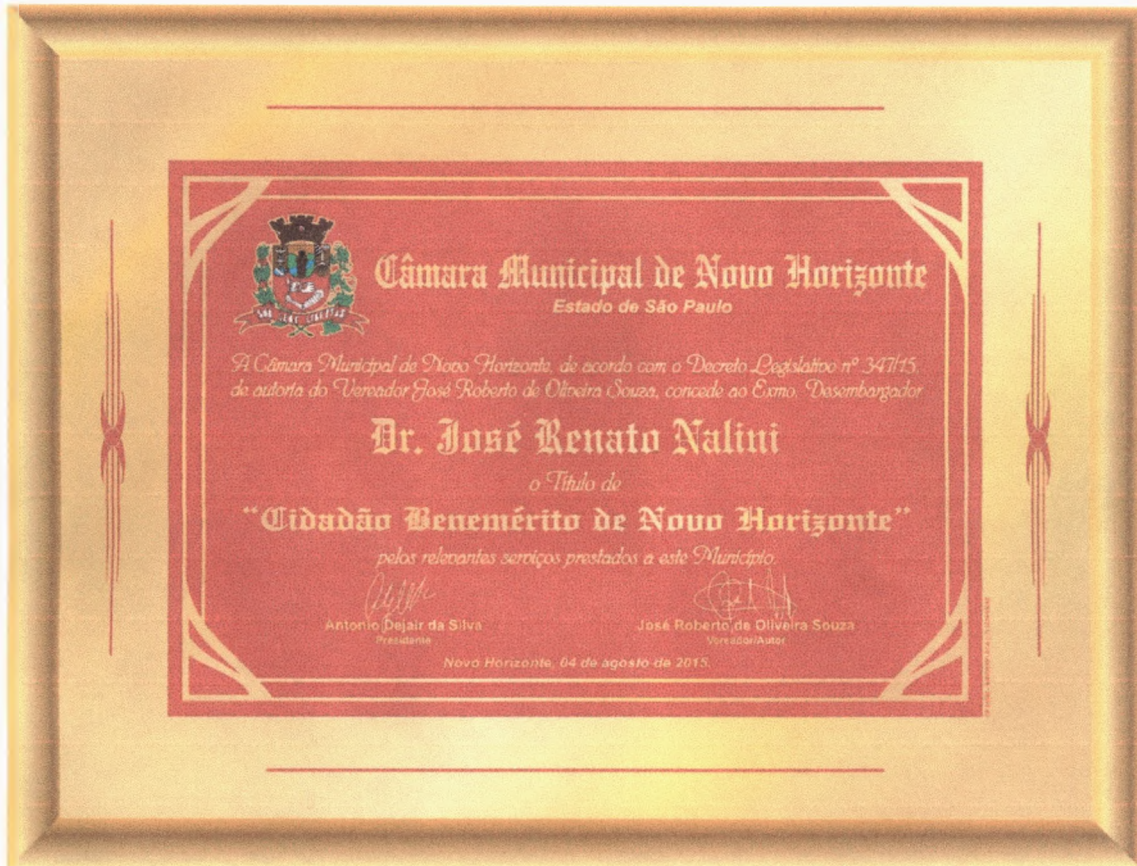 Câmara Municipal de Novo Horizonte
Estado de São Paulo
A Câmara Municipal de Novo Horizonte, de acordo com o Decreto Legislativo nº 347/15,
de autoria do Vereador José Roberto de Oliveira Souza, concede ao Exmo. Desembargador
Dr. José Renato Nalini
o Título de
"Cidadão Benemérito de Novo Horizonte"
pelos relevantes serviços prestados a este Município.
Antonio Dejair da Silva
Presidente
José Roberto de Oliveira Souza
Vereador/Autor
Novo Horizonte, 04 de agosto de 2015.